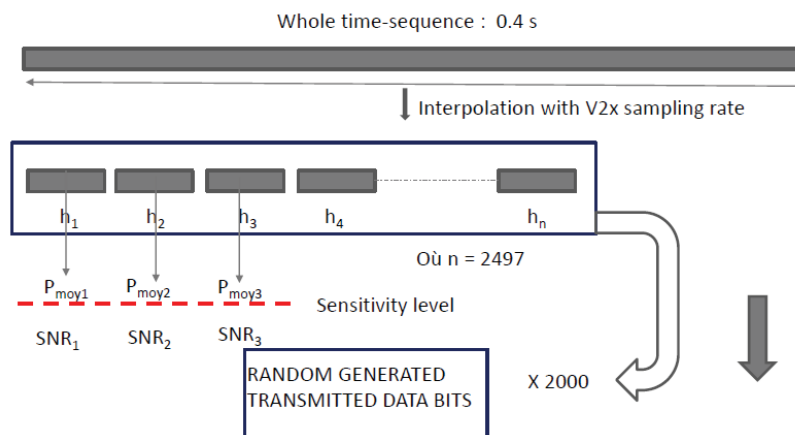 Whole time-sequence : 0.4 s
Interpolation with V2x sampling rate
h1 h2 h3 h4 hn
Où n = 2497
Pmoy1 Pmoy2 Pmoy3
Sensitivity level
SNR1 SNR2 SNR3
RANDOM GENERATED
TRANSMITTED DATA BITS
X 2000